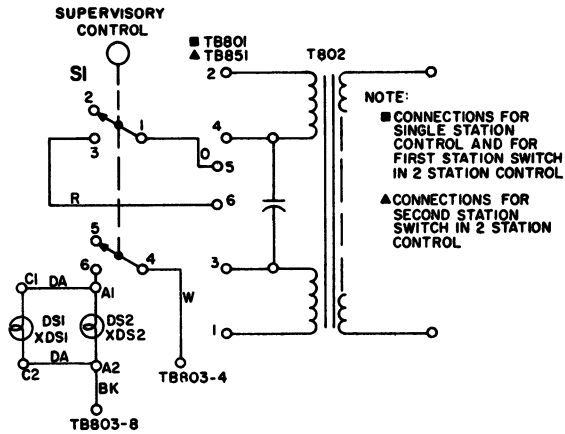 SUPERVISORY
CONTROL
■ TB801
▲ TB851
T802
S1
2
2
1
3
4
O
5
6
R
NOTE:
■ CONNECTIONS FOR
SINGLE STATION
CONTROL AND FOR
FIRST STATION SWITCH
IN 2 STATION CONTROL
▲ CONNECTIONS FOR
SECOND STATION
SWITCH IN 2 STATION
CONTROL
5
4
6
3
W
1
C1
DA
A1
DS1
XDS1
DS2
XDS2
C2
DA
A2
BK
TB803-4
TB803-8